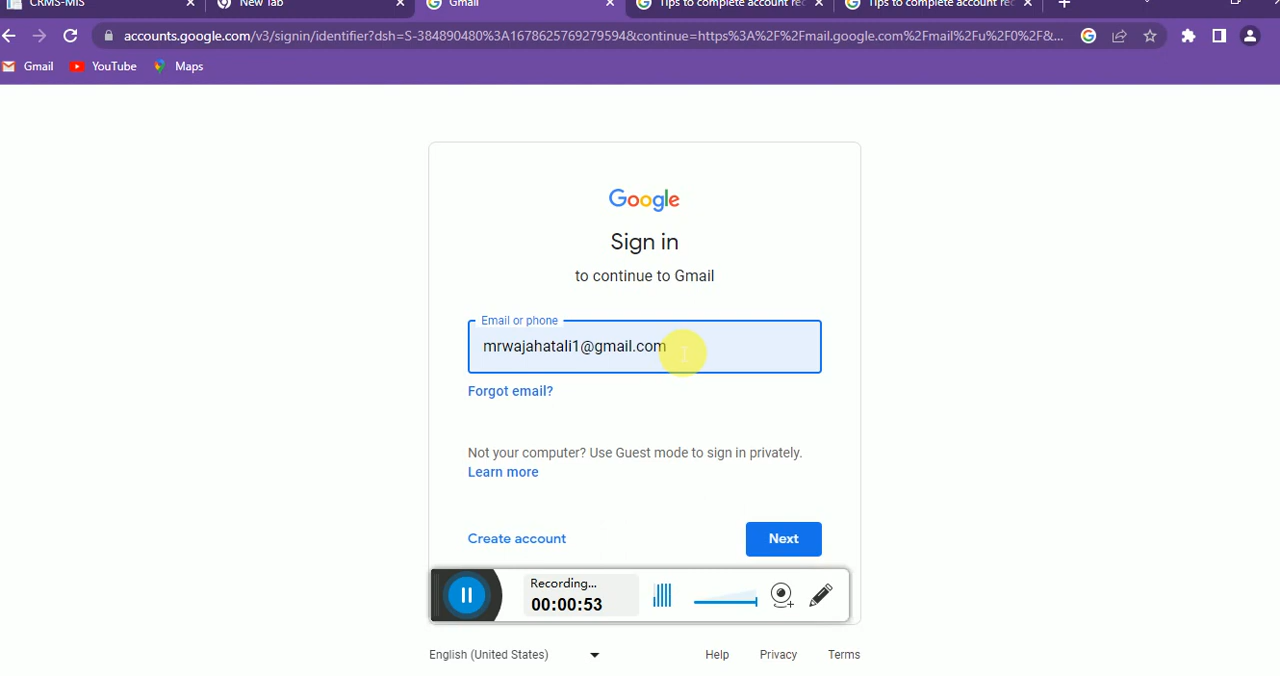 CRMS-MIS
New Tab
Gmail
Tips to complete account rec
Tips to complete account rec
accounts.google.com/v3/signin/identifier?dsh=S-384890480%3A1678625769279594&continue=https%3A%2F%2Fmail.google.com%2Fmail%2Fu%2F0%2F&...
Gmail YouTube Maps
Google
Sign in
to continue to Gmail
Email or phone
mrwajahatali1@gmail.com
Forgot email?
Not your computer? Use Guest mode to sign in privately.
Learn more
Create account
Next
Recording...
00:00:53
English (United States)
Help Privacy Terms